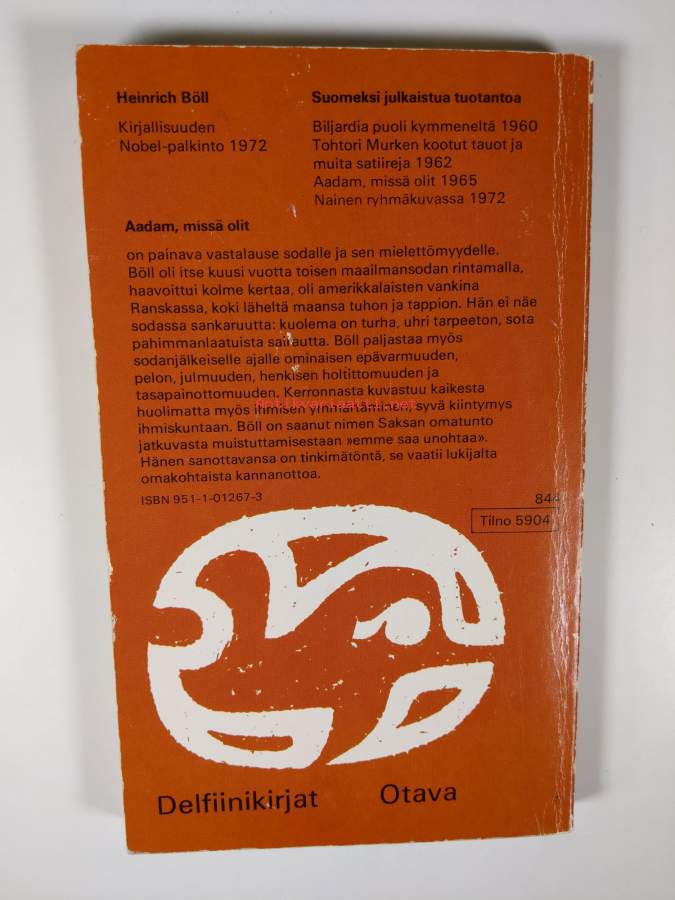 Heinrich Böll
Kirjallisuuden
Nobel-palkinto 1972
Suomeksi julkaistua tuotantoa
Biljardia puoli kymmeneltä 1960
Tohtori Murken kootut tauot ja
muita satiireja 1962
Aadam, missä olit 1965
Nainen ryhmäkuvassa 1972
Aadam, missä olit
on painava vastalause sodalle ja sen mielettömyydelle.
Böll oli itse kuusi vuotta toisen maailmansodan rintamalla,
haavoittui kolme kertaa, oli amerikkalaisten vankina
Ranskassa, koki läheltä maansa tuhon ja tappion. Hän ei näe
sodassa sankaruutta: kuolema on turha, uhri tarpeeton, sota
pahimmanlaatuista sairautta. Böll paljastaa myös
sodanjälkeiselle ajalle ominaisen epävarmuuden,
pelon, julmuuden, henkisen holtittomuuden ja
tasapainottomuuden. Kerronnasta kuvastuu kaikesta
huolimatta myös ihmisen ymmärtäminen, syvä kiintymys
ihmiskuntaan. Böll on saanut nimen Saksan omatunto
jatkuvasta muistuttamisestaan »emme saa unohtaa».
Hänen sanottavansa on tinkimätöntä, se vaatii lukijalta
omakohtaista kannanottoa.
ISBN 951-1-01267-3
844
Tilno 5904
Delfiinikirjat
Otava